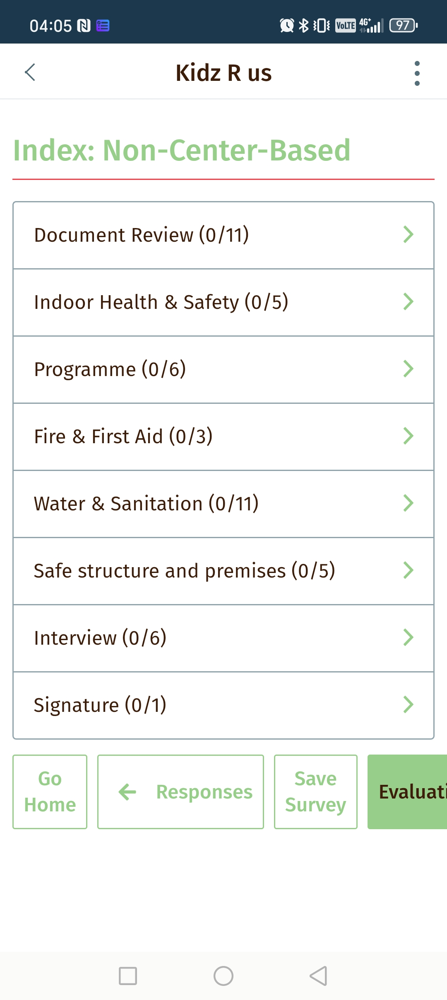 04:05
VoLTE 4G+ 97
Kidz R us
Index: Non-Center-Based
Document Review (0/11)
Indoor Health & Safety (0/5)
Programme (0/6)
Fire & First Aid (0/3)
Water & Sanitation (0/11)
Safe structure and premises (0/5)
Interview (0/6)
Signature (0/1)
Go
Home
Responses
Save
Survey
Evaluati